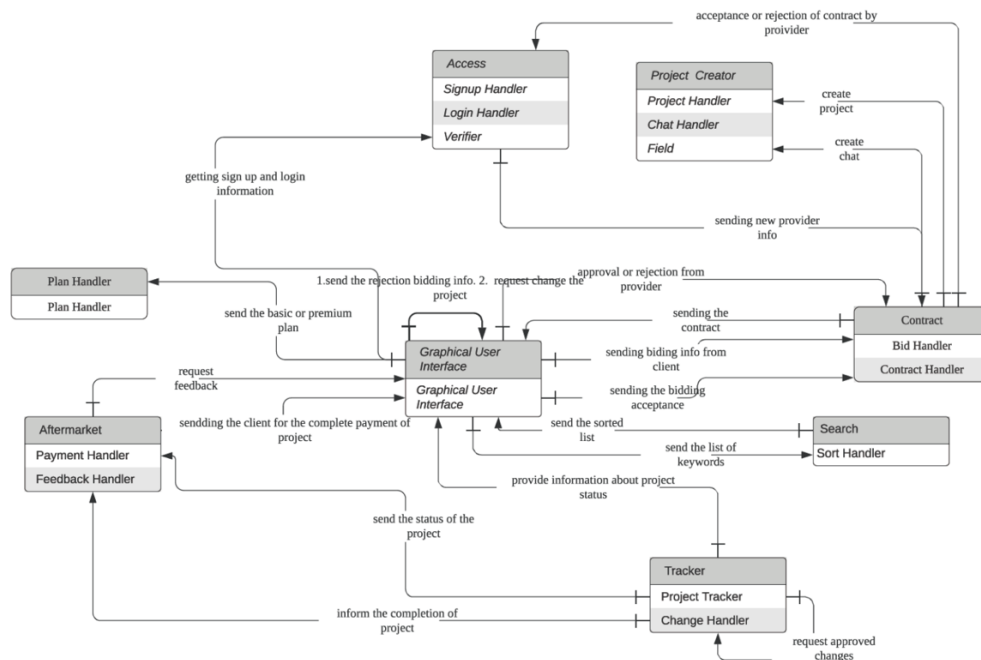 acceptance or rejection of contract by
proivider
Access
Signup Handler
Login Handler
Verifier
Project Creator
Project Handler
Chat Handler
Field
create
project
create
chat
getting sign up and login
information
sending new provider
info
Plan Handler
Plan Handler
1.send the rejection bidding info. 2. request change the
project
approval or rejection from
provider
send the basic or premium
plan
sending the
contract
Contract
Bid Handler
Contract Handler
Graphical User
Interface
Graphical User
Interface
sending biding info from
client
sending the bidding
acceptance
request
feedback
sendding the client for the complete payment of
project
Aftermarket
Payment Handler
Feedback Handler
send the sorted
list
Search
Sort Handler
send the list of
keywords
provide information about project
status
send the status of the
project
Tracker
Project Tracker
Change Handler
inform the completion of
project
request approved
changes